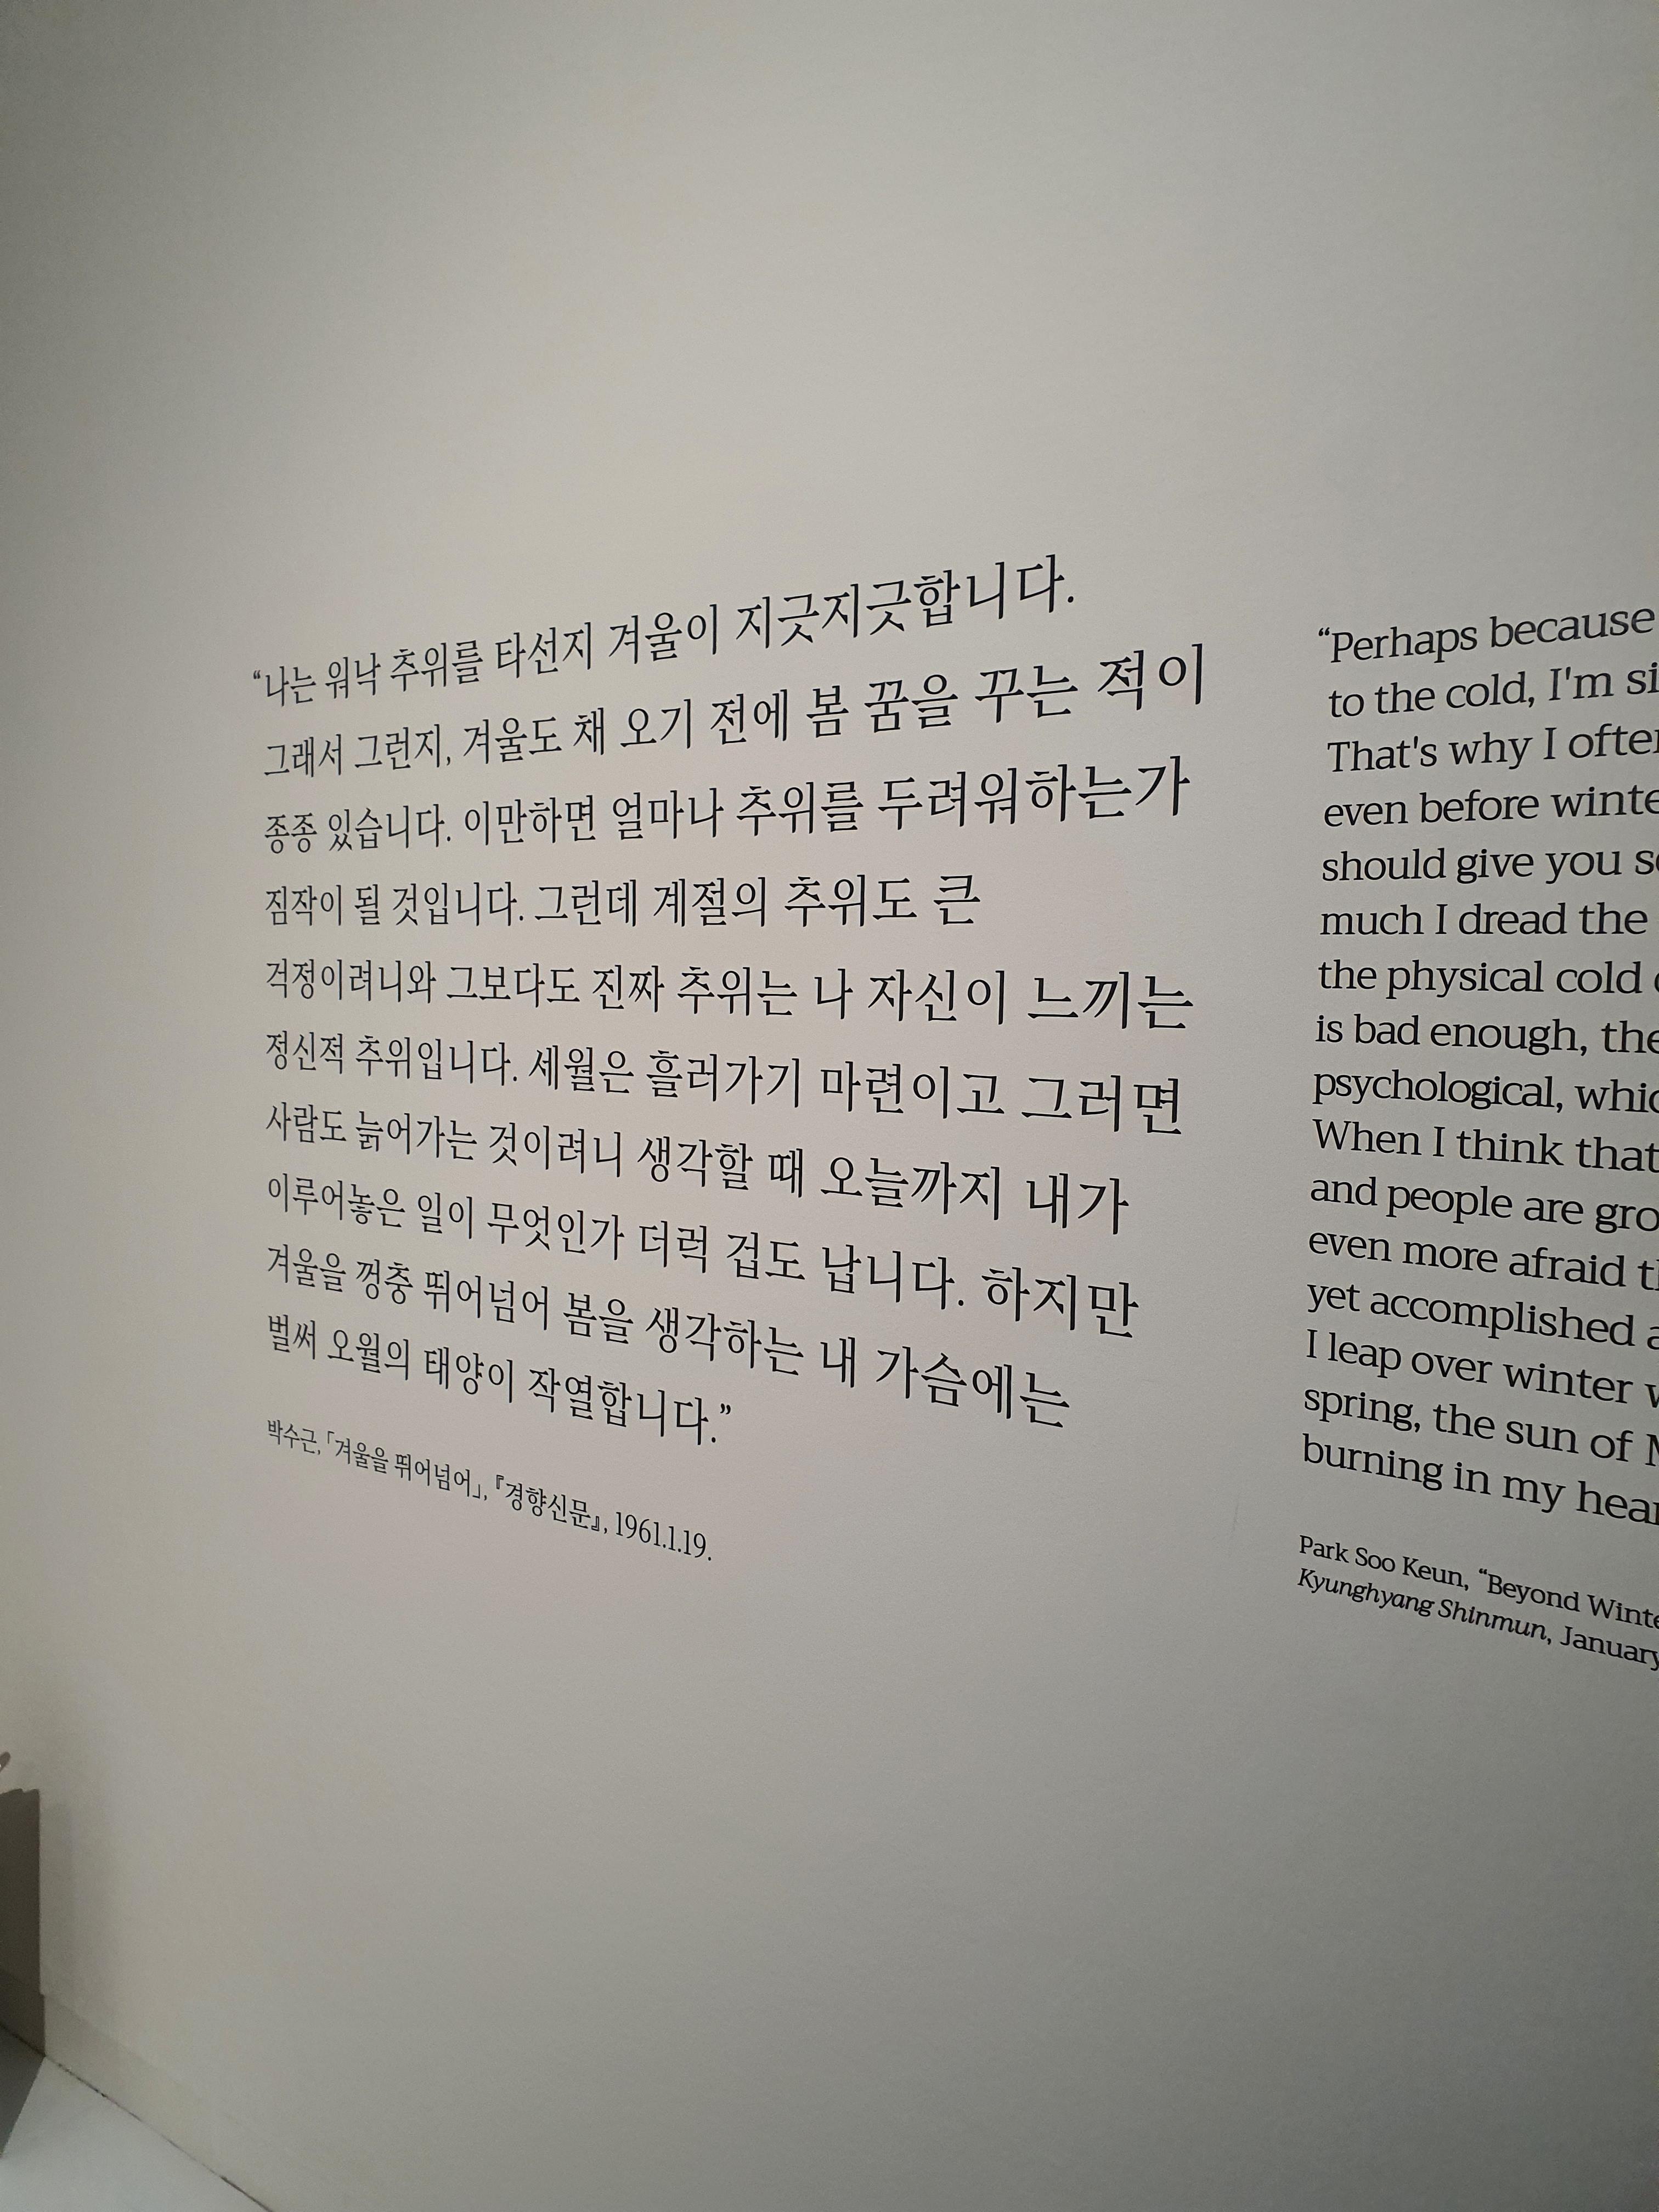 “나는 워낙 추위를 타선지 겨울이 지긋지긋합니다.
그래서 그런지, 겨울도 채 오기 전에 봄 꿈을 꾸는 적이
종종 있습니다. 이만하면 얼마나 추위를 두려워하는가
짐작이 될 것입니다. 그런데 계절의 추위도 큰
걱정이려니와 그보다도 진짜 추위는 나 자신이 느끼는
정신적 추위입니다. 세월은 흘러가기 마련이고 그러면
사람도 늙어가는 것이려니 생각할 때 오늘까지 내가
이루어놓은 일이 무엇인가 더럭 겁도 납니다. 하지만
겨울을 껑충 뛰어넘어 봄을 생각하는 내 가슴에는
벌써 오월의 태양이 작열합니다.”
박수근, 「겨울을 뛰어넘어」, 『경향신문』, 1961.1.19.
“Perhaps because
to the cold, I'm
That's why I
even before
should give you
much I dread the
the physical cold
is bad enough,
psychological,
When I think that
and people are
even more afraid
yet accomplished
I leap over winter
spring, the sun of
burning in my
Park Soo Keun, “Beyond
Kyunghyang Shinmun, January